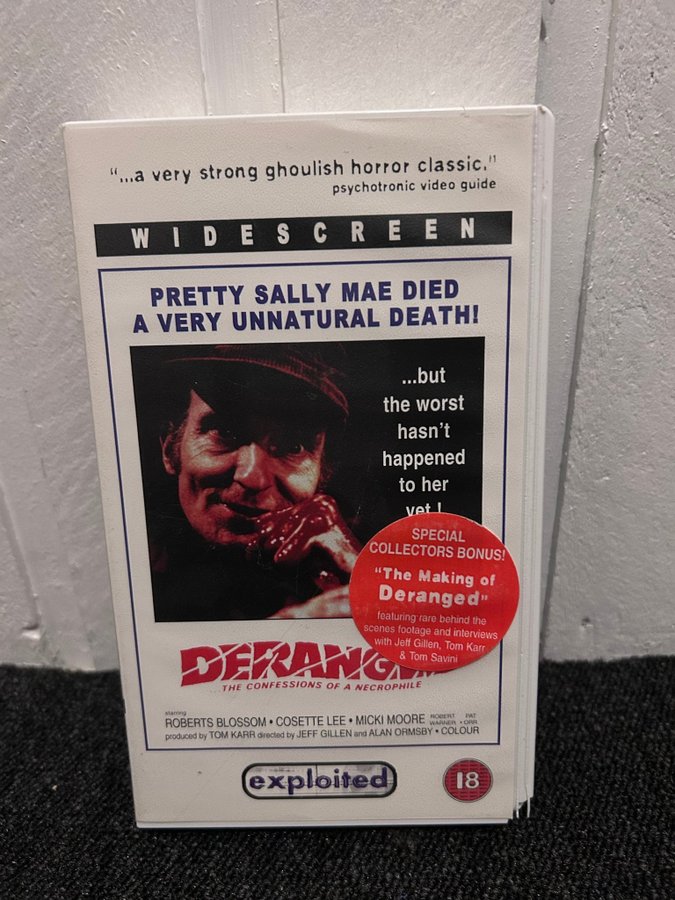 "...a very strong ghoulish horror classic."
psychotronic video guide
WIDESCREEN
PRETTY SALLY MAE DIED
A VERY UNNATURAL DEATH!
...but
the worst
hasn't
happened
to her
yet !
SPECIAL
COLLECTORS BONUS!
"The Making of
Deranged"
featuring rare behind the
scenes footage and interviews
with Jeff Gillen, Tom Karr
& Tom Savini
DERANG
...THE CONFESSIONS OF A NECROPHILE
starring
ROBERTS BLOSSOM • COSETTE LEE • MICKI MOORE ROBERT WARNER • PAT ORR
produced by TOM KARR directed by JEFF GILLEN and ALAN ORMSBY • COLOUR
exploited
18